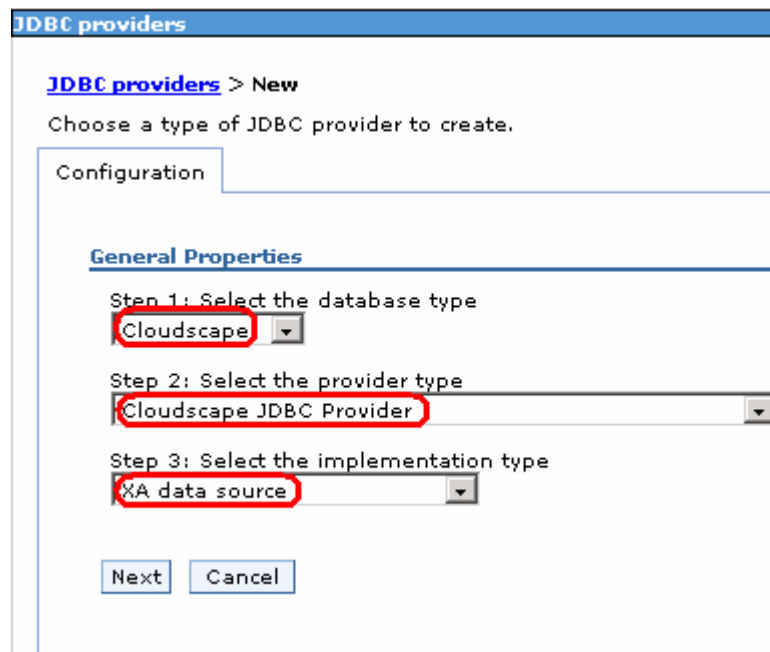 JDBC providers
JDBC providers > New
Choose a type of JDBC provider to create.
Configuration
General Properties
Step 1: Select the database type
Cloudscape
Step 2: Select the provider type
Cloudscape JDBC Provider
Step 3: Select the implementation type
XA data source
Next Cancel